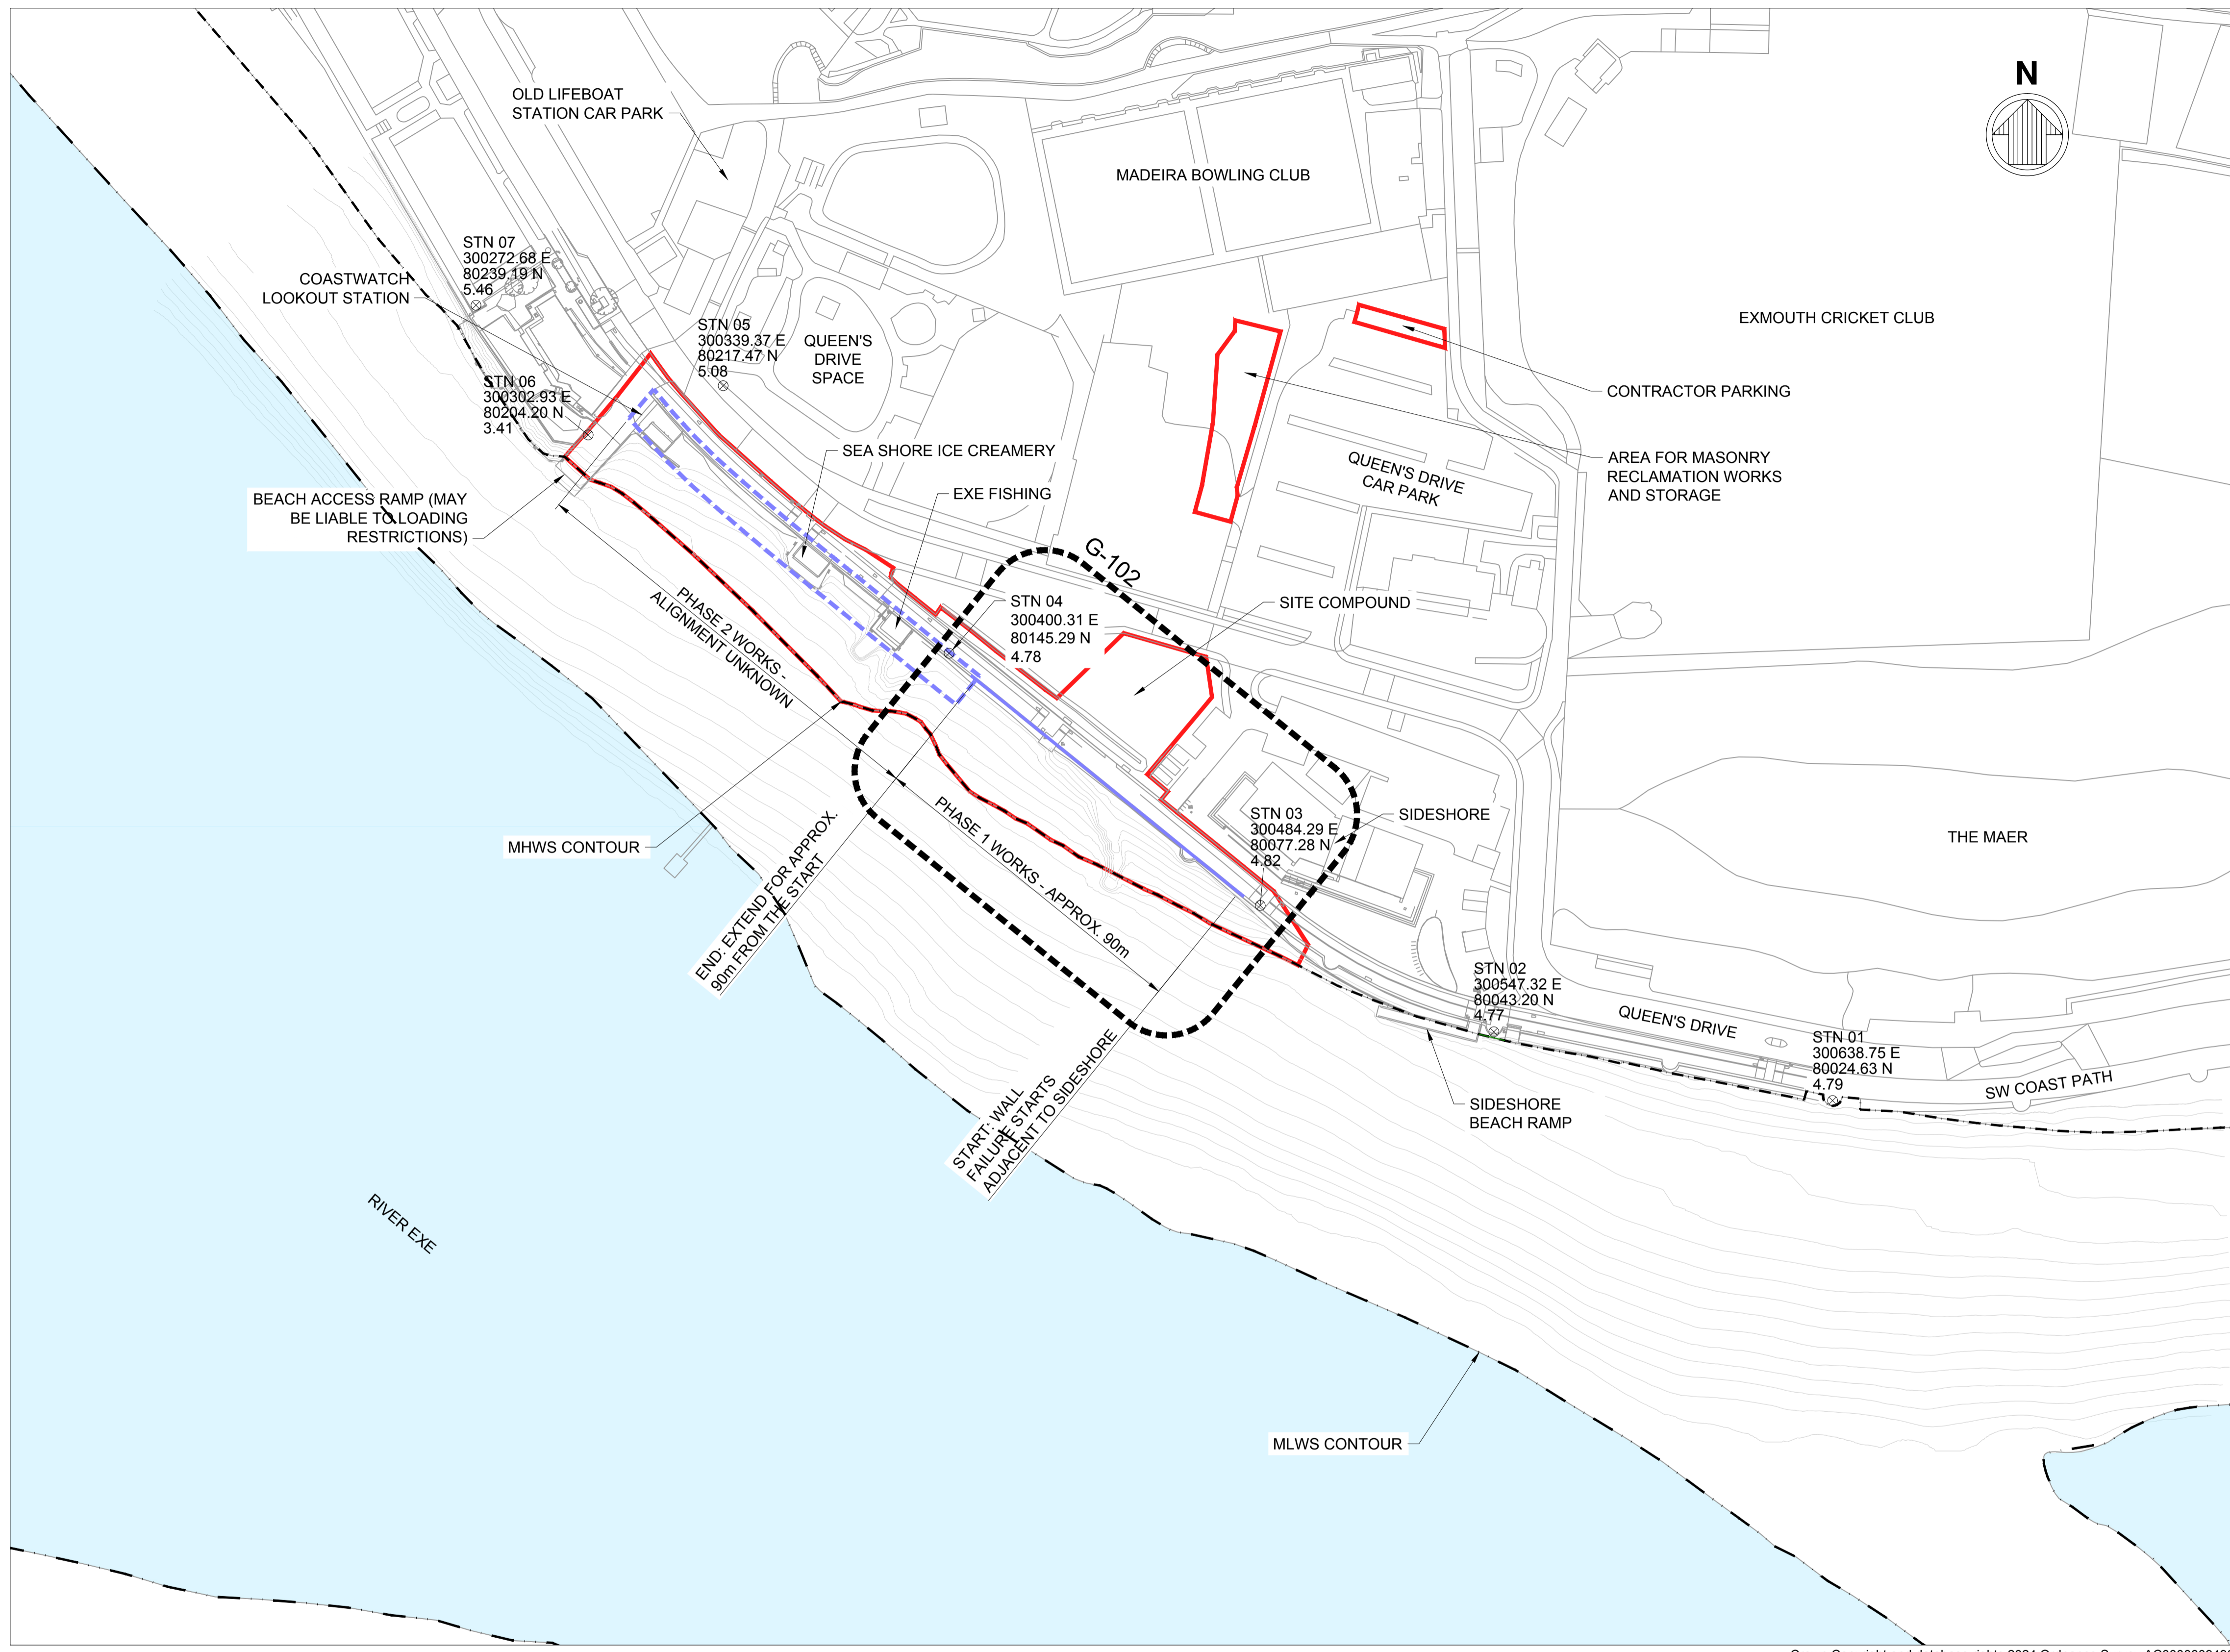 OLD LIFEBOAT
STATION CAR PARK
N
MADEIRA BOWLING CLUB
STN 07
300272.68 E
80239.19 N
5.46
COASTWATCH
LOOKOUT STATION
EXMOUTH CRICKET CLUB
STN 05
300339.37 E
80217.47 N
5.08
QUEEN'S
DRIVE
SPACE
STN 06
300302.93 E
80204.20 N
3.41
CONTRACTOR PARKING
SEA SHORE ICE CREAMERY
QUEEN'S DRIVE
CAR PARK
AREA FOR MASONRY
RECLAMATION WORKS
AND STORAGE
EXE FISHING
BEACH ACCESS RAMP (MAY
BE LIABLE TO LOADING
RESTRICTIONS)
G-102
STN 04
300400.31 E
80145.29 N
4.78
SITE COMPOUND
PHASE 2 WORKS -
ALIGNMENT UNKNOWN
STN 03
300484.29 E
80077.28 N
4.82
SIDESHORE
THE MAER
MHWS CONTOUR
PHASE 1 WORKS - APPROX. 90m
END: EXTEND FOR APPROX.
90m FROM THE START
STN 02
300547.32 E
80043.20 N
4.77
QUEEN'S DRIVE
STN 01
300638.75 E
80024.63 N
4.79
SW COAST PATH
START: WALL
FAILURE STARTS
ADJACENT TO SIDESHORE
SIDESHORE
BEACH RAMP
RIVER EXE
MLWS CONTOUR